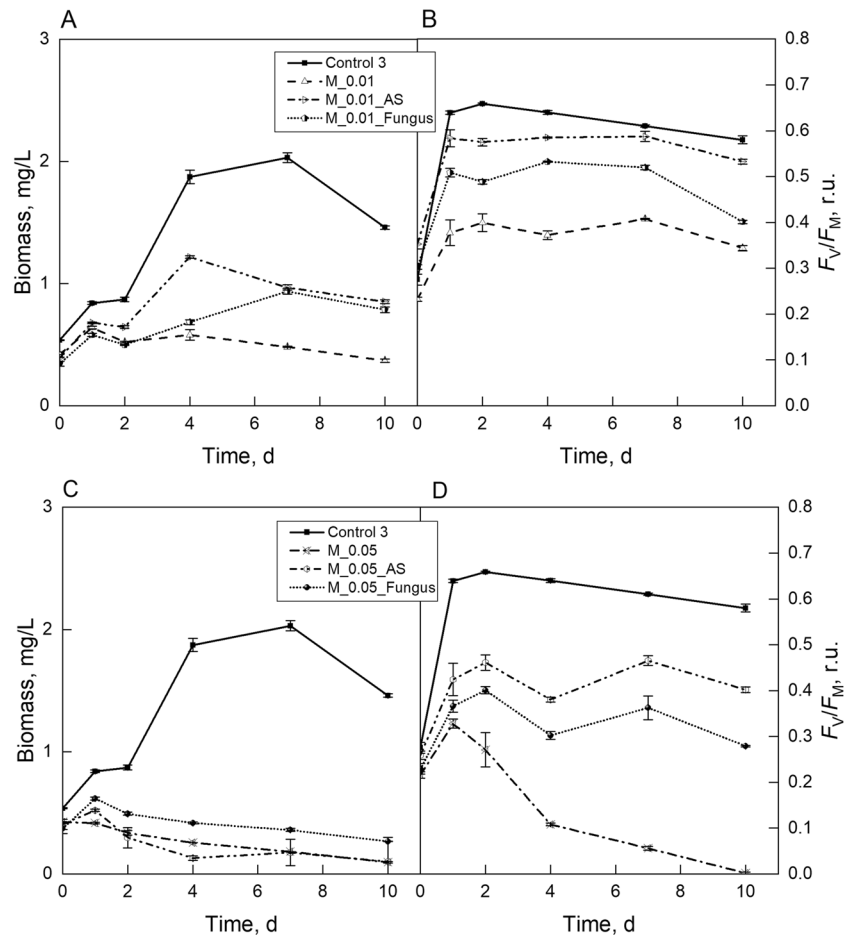 A
B
3
2
1
0
Biomass, mg/L
Control 3
M_0.01
M_0.01_AS
M_0.01_Fungus
0.8
0.7
0.6
0.5
0.4
0.3
0.2
0.1
0.0
FV/FM, r.u.
0 2 4 6 8 10
0 2 4 6 8 10
Time, d
Time, d
C
D
3
2
1
0
Biomass, mg/L
Control 3
M_0.05
M_0.05_AS
M_0.05_Fungus
0.8
0.7
0.6
0.5
0.4
0.3
0.2
0.1
0.0
FV/FM, r.u.
0 2 4 6 8 10
0 2 4 6 8 10
Time, d
Time, d